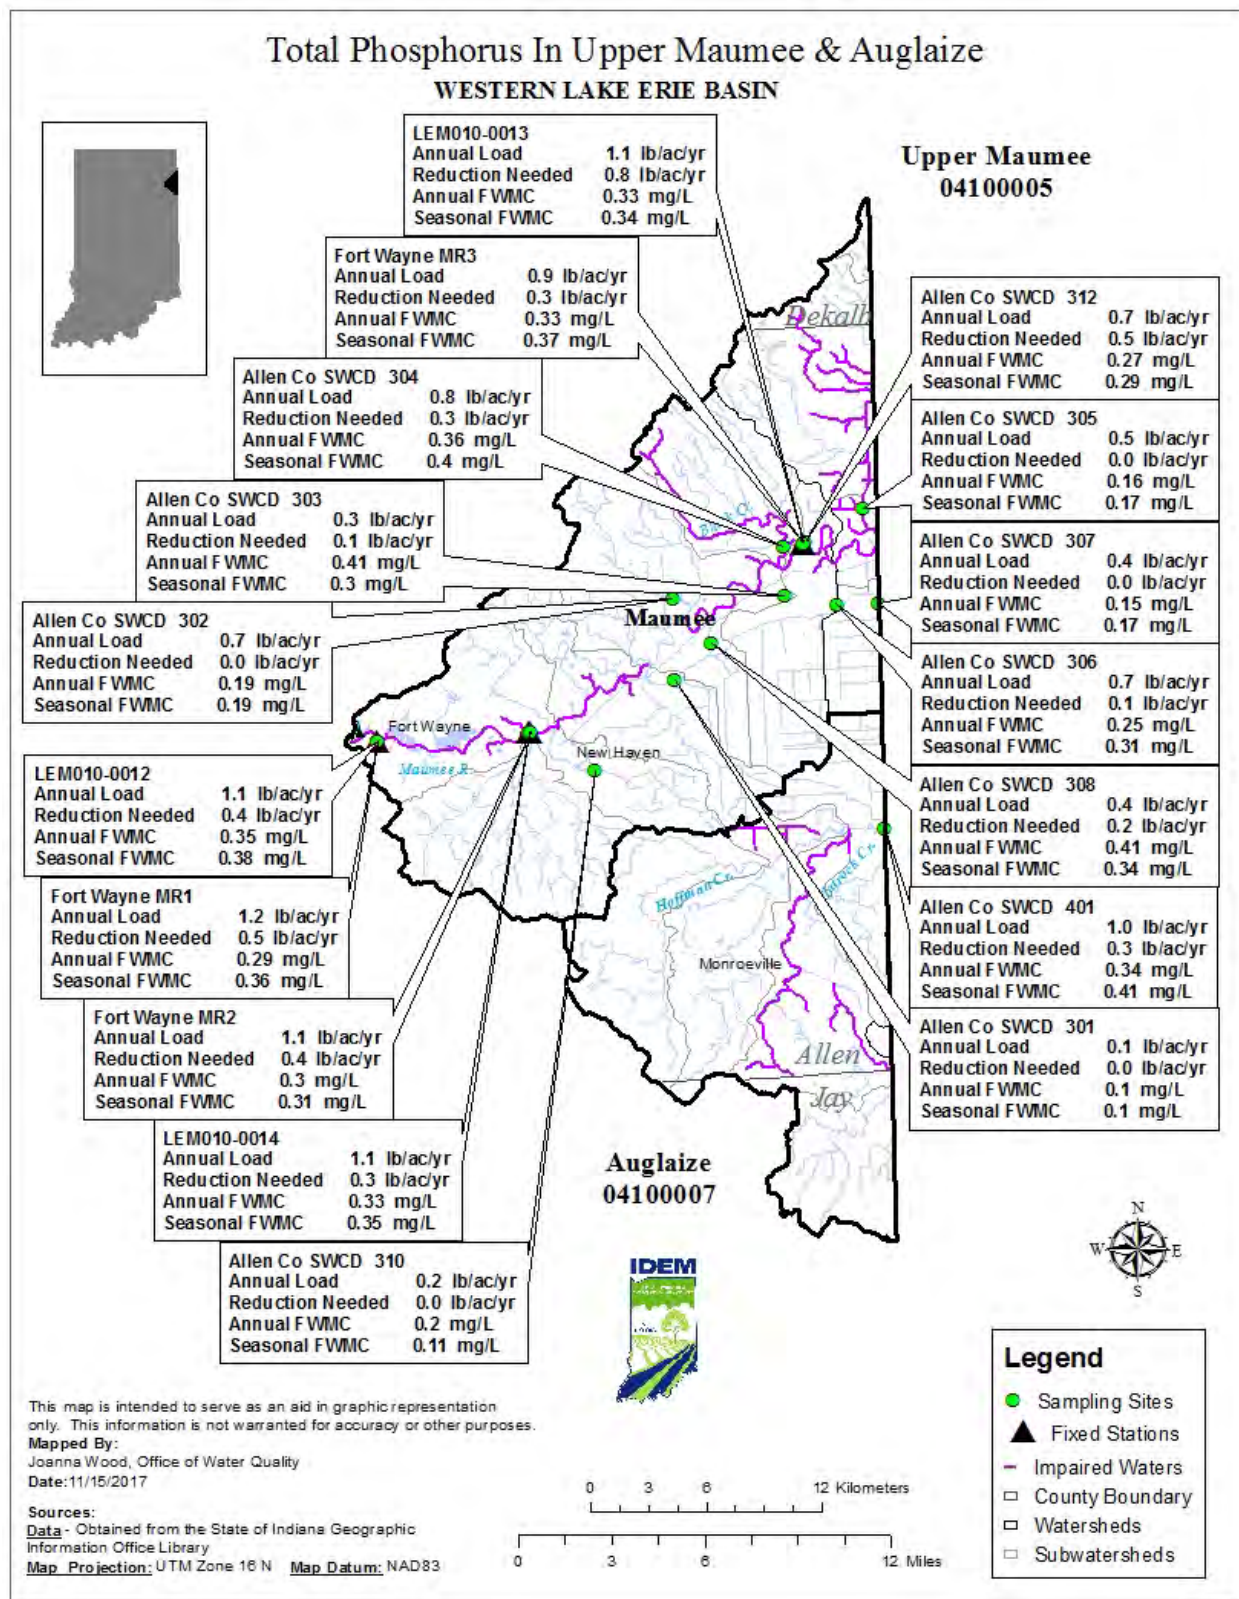 Total Phosphorus In Upper Maumee & Auglaize
WESTERN LAKE ERIE BASIN
LEM010-0013
Annual Load 1.1 lb/ac/yr
Reduction Needed 0.8 lb/ac/yr
Annual FWMC 0.33 mg/L
Seasonal FWMC 0.34 mg/L
Upper Maumee
04100005
Fort Wayne MR3
Annual Load 0.9 lb/ac/yr
Reduction Needed 0.3 lb/ac/yr
Annual FWMC 0.33 mg/L
Seasonal FWMC 0.37 mg/L
Allen Co SWCD 304
Annual Load 0.8 lb/ac/yr
Reduction Needed 0.3 lb/ac/yr
Annual FWMC 0.36 mg/L
Seasonal FWMC 0.4 mg/L
Allen Co SWCD 303
Annual Load 0.3 lb/ac/yr
Reduction Needed 0.1 lb/ac/yr
Annual FWMC 0.41 mg/L
Seasonal FWMC 0.3 mg/L
Allen Co SWCD 302
Annual Load 0.7 lb/ac/yr
Reduction Needed 0.0 lb/ac/yr
Annual FWMC 0.19 mg/L
Seasonal FWMC 0.19 mg/L
LEM010-0012
Annual Load 1.1 lb/ac/yr
Reduction Needed 0.4 lb/ac/yr
Annual FWMC 0.35 mg/L
Seasonal FWMC 0.38 mg/L
Fort Wayne MR1
Annual Load 1.2 lb/ac/yr
Reduction Needed 0.5 lb/ac/yr
Annual FWMC 0.29 mg/L
Seasonal FWMC 0.36 mg/L
Fort Wayne MR2
Annual Load 1.1 lb/ac/yr
Reduction Needed 0.4 lb/ac/yr
Annual FWMC 0.3 mg/L
Seasonal FWMC 0.31 mg/L
LEM010-0014
Annual Load 1.1 lb/ac/yr
Reduction Needed 0.3 lb/ac/yr
Annual FWMC 0.33 mg/L
Seasonal FWMC 0.35 mg/L
Allen Co SWCD 310
Annual Load 0.2 lb/ac/yr
Reduction Needed 0.0 lb/ac/yr
Annual FWMC 0.2 mg/L
Seasonal FWMC 0.11 mg/L
Allen Co SWCD 312
Annual Load 0.7 lb/ac/yr
Reduction Needed 0.5 lb/ac/yr
Annual FWMC 0.27 mg/L
Seasonal FWMC 0.29 mg/L
Allen Co SWCD 305
Annual Load 0.5 lb/ac/yr
Reduction Needed 0.0 lb/ac/yr
Annual FWMC 0.16 mg/L
Seasonal FWMC 0.17 mg/L
Allen Co SWCD 307
Annual Load 0.4 lb/ac/yr
Reduction Needed 0.0 lb/ac/yr
Annual FWMC 0.15 mg/L
Seasonal FWMC 0.17 mg/L
Allen Co SWCD 306
Annual Load 0.7 lb/ac/yr
Reduction Needed 0.1 lb/ac/yr
Annual FWMC 0.25 mg/L
Seasonal FWMC 0.31 mg/L
Allen Co SWCD 308
Annual Load 0.4 lb/ac/yr
Reduction Needed 0.2 lb/ac/yr
Annual FWMC 0.41 mg/L
Seasonal FWMC 0.34 mg/L
Allen Co SWCD 401
Annual Load 1.0 lb/ac/yr
Reduction Needed 0.3 lb/ac/yr
Annual FWMC 0.34 mg/L
Seasonal FWMC 0.41 mg/L
Allen Co SWCD 301
Annual Load 0.1 lb/ac/yr
Reduction Needed 0.0 lb/ac/yr
Annual FWMC 0.1 mg/L
Seasonal FWMC 0.1 mg/L
Dekalb
Maumee
Fort Wayne
New Haven
Maumee R.
Hoffman Cr.
Monroeville
Allen
Jay
Auglaize
04100007
IDEM
N
W
E
S
Legend
Sampling Sites
Fixed Stations
Impaired Waters
County Boundary
Watersheds
Subwatersheds
This map is intended to serve as an aid in graphic representation
only. This information is not warranted for accuracy or other purposes.
Mapped By:
Joanna Wood, Office of Water Quality
Date:11/15/2017
Sources:
Data - Obtained from the State of Indiana Geographic
Information Office Library
Map Projection: UTM Zone 16 N Map Datum: NAD83
0 3 6 12 Kilometers
0 3 6 12 Miles